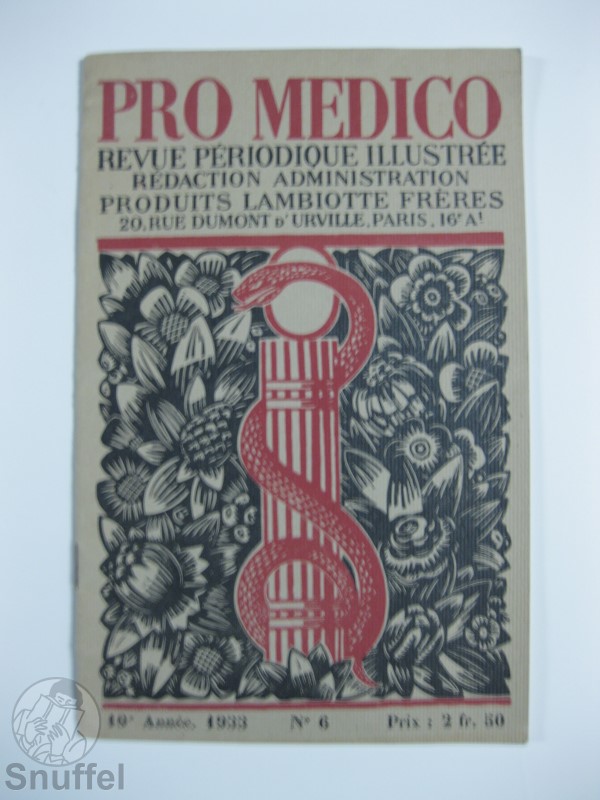 PRO MEDICO
REVUE PÉRIODIQUE ILLUSTRÉE
RÉDACTION ADMINISTRATION
PRODUITS LAMBIOTTE FRÈRES
20, RUE DUMONT D'URVILLE, PARIS, 16e At
10e Année, 1933 No 6 Prix : 2 fr. 50
Snuffel